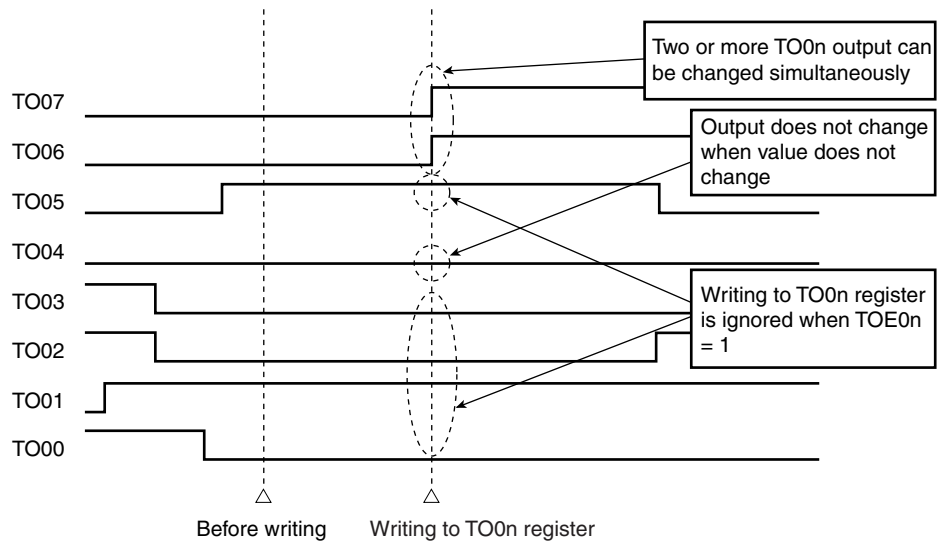 Two or more TO0n output can
be changed simultaneously
TO07
Output does not change
when value does not
change
TO06
TO05
TO04
Writing to TO0n register
is ignored when TOE0n
= 1
TO03
TO02
TO01
TO00
Before writing
Writing to TO0n register